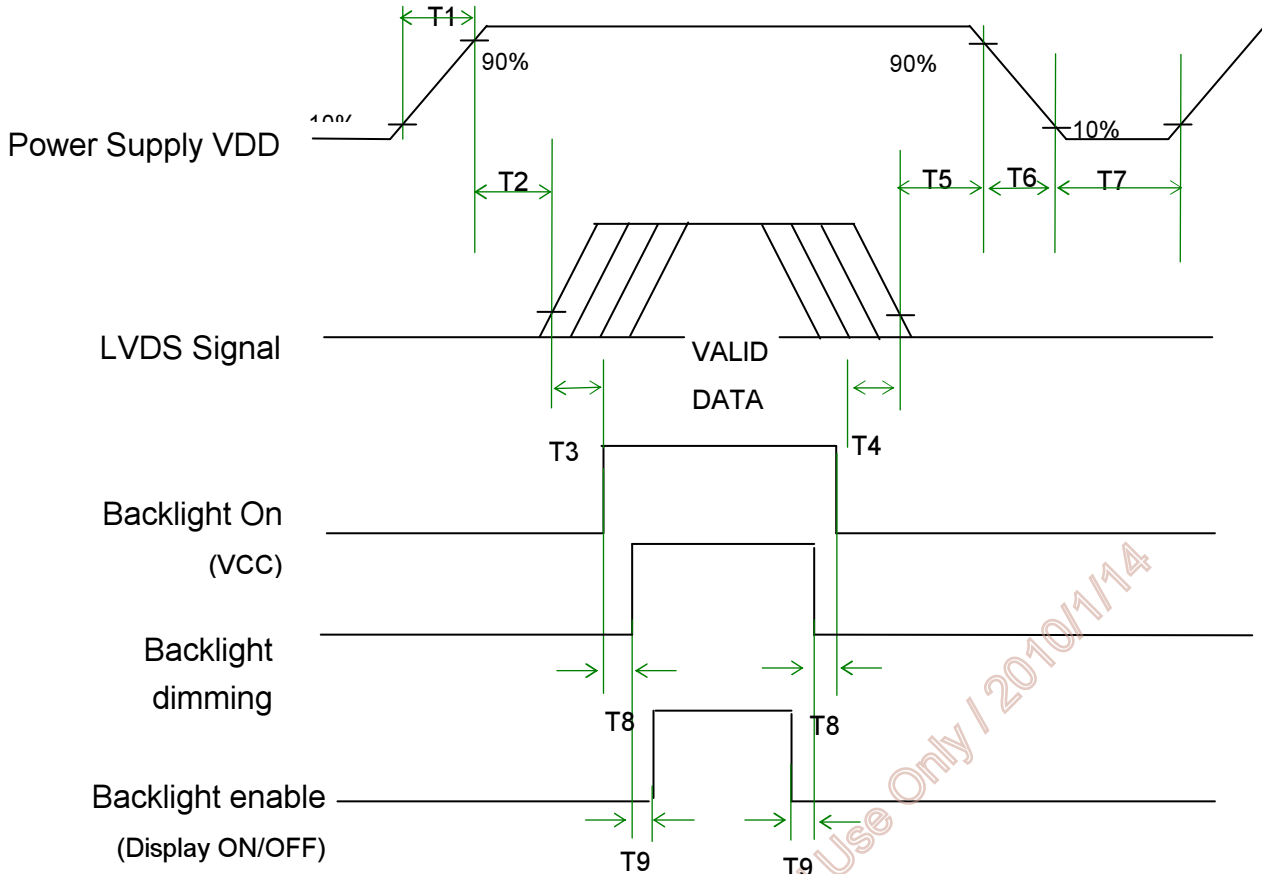 T1
90%
90%
10%
Power Supply VDD
10%
T2
T5
T6
T7
LVDS Signal
VALID
DATA
T3
T4
Backlight On
(VCC)
Backlight
dimming
T8
T8
Backlight enable
(Display ON/OFF)
T9
T9
Use Only / 2010/1/14